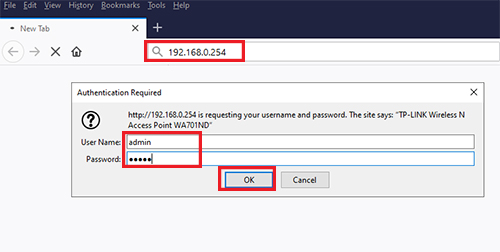 File Edit View History Bookmarks Tools Help
New Tab
192.168.0.254
Authentication Required
http://192.168.0.254 is requesting your username and password. The site says: "TP-LINK Wireless N
Access Point WA701ND"
User Name: admin
Password: •••••
OK Cancel